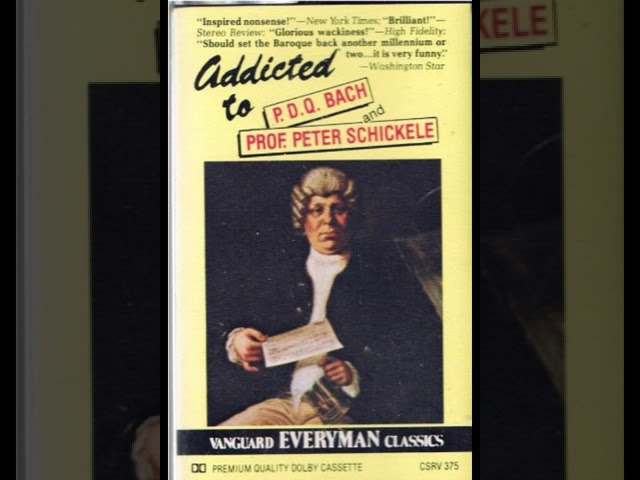 "Inspired nonsense!"—New York Times; "Brilliant!"—
Stereo Review; "Glorious wackiness!"—High Fidelity;
"Should set the Baroque back another millennium or
two...it is very funny."
—Washington Star
Addicted
to P.D.Q. BACH
and
PROF. PETER SCHICKELE
VANGUARD EVERYMAN CLASSICS
PREMIUM QUALITY DOLBY CASSETTE CSRV 375
KELE